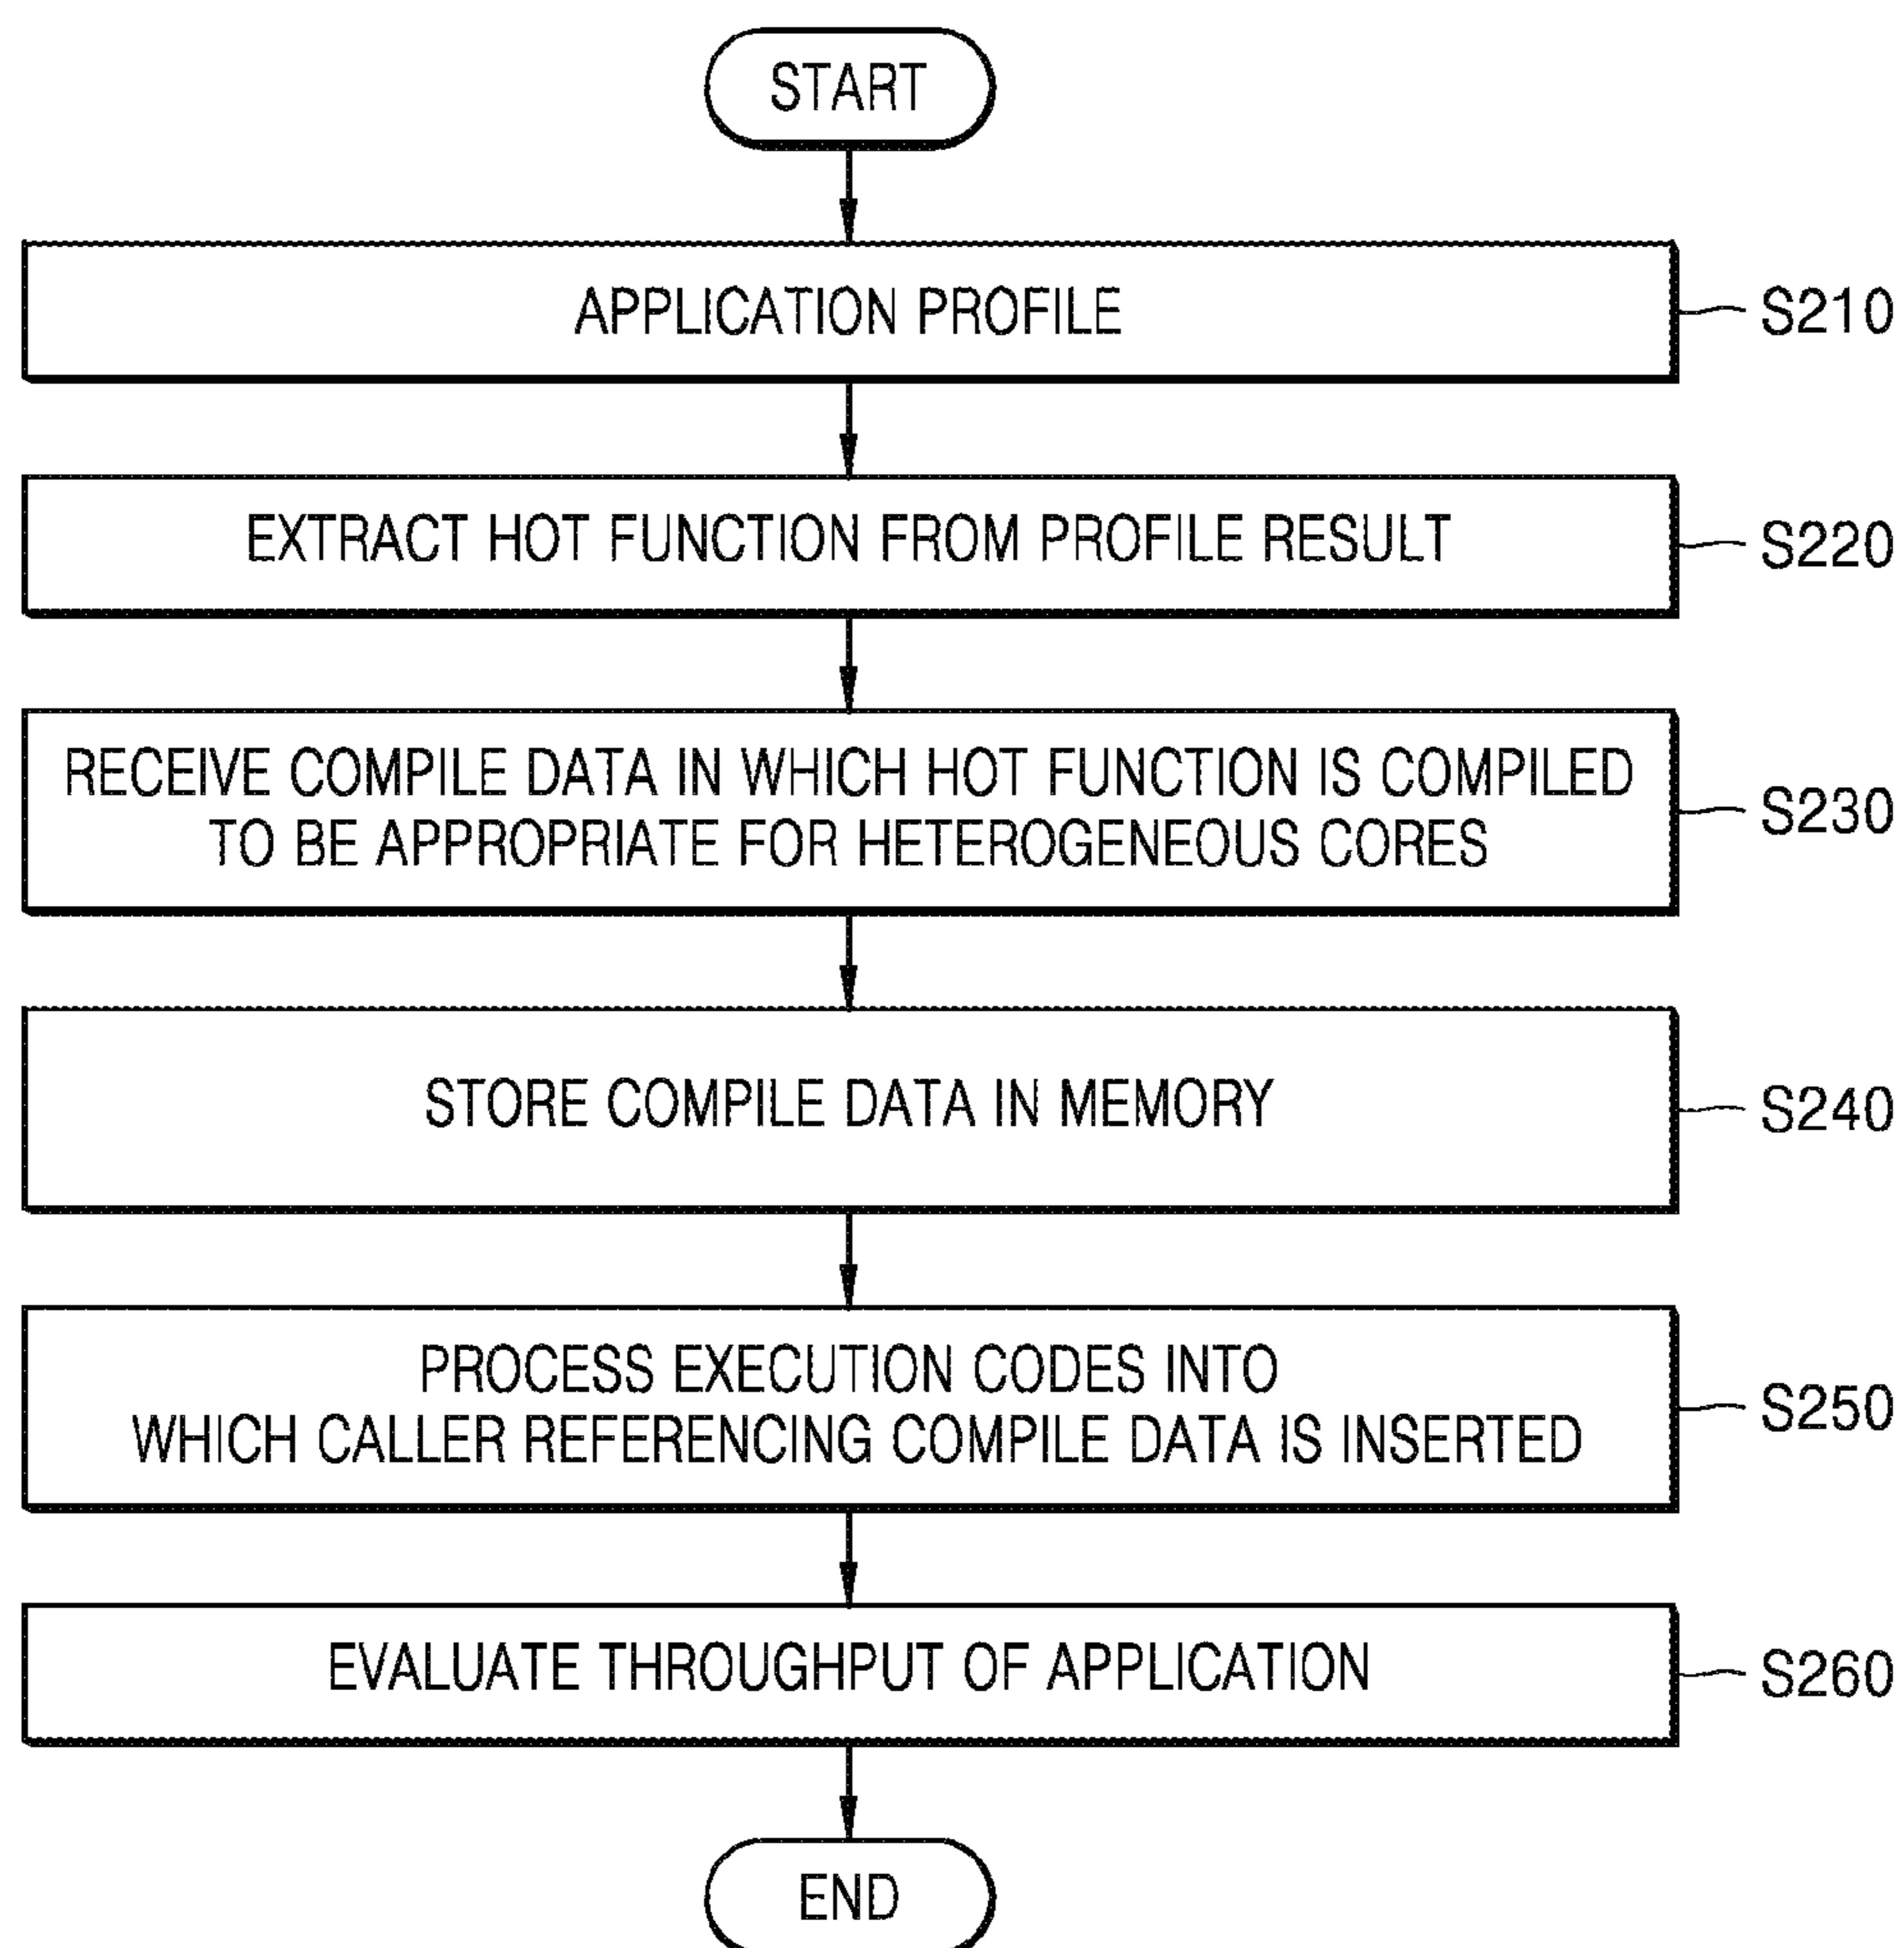 START
APPLICATION PROFILE
S210
EXTRACT HOT FUNCTION FROM PROFILE RESULT
S220
RECEIVE COMPILE DATA IN WHICH HOT FUNCTION IS COMPILED
TO BE APPROPRIATE FOR HETEROGENEOUS CORES
S230
STORE COMPILE DATA IN MEMORY
S240
PROCESS EXECUTION CODES INTO
WHICH CALLER REFERENCING COMPILE DATA IS INSERTED
S250
EVALUATE THROUGHPUT OF APPLICATION
S260
END